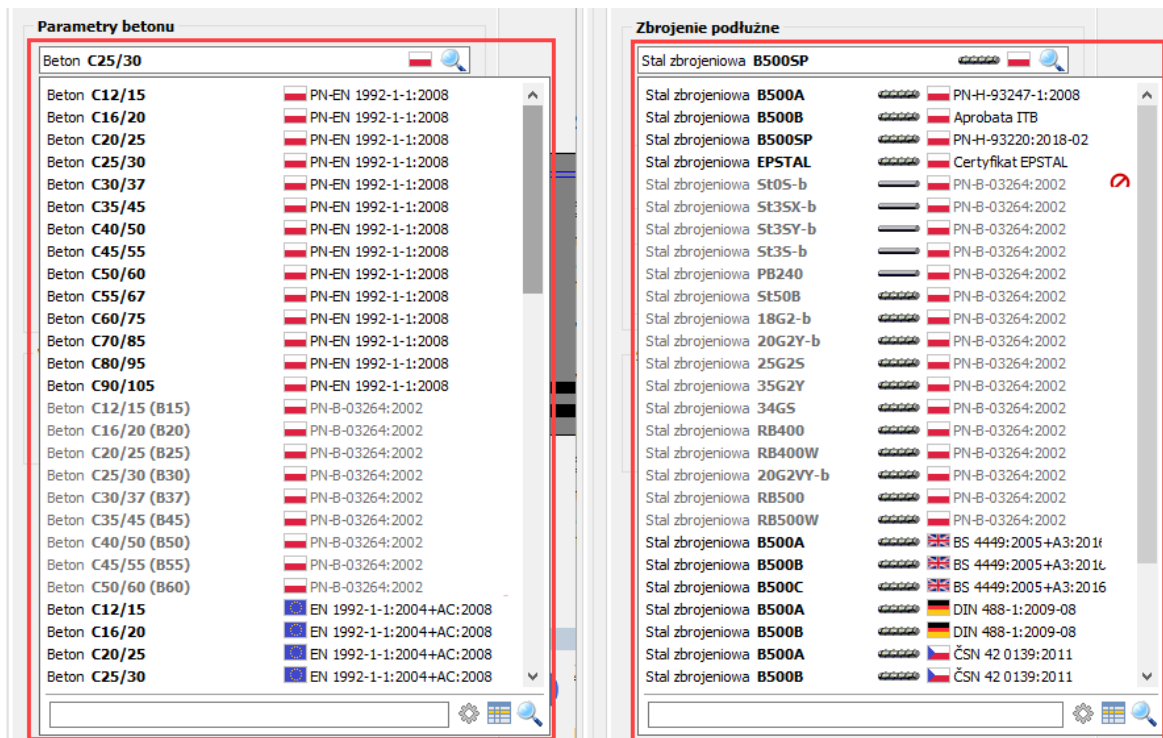 Parametry betonu
Beton C25/30
Beton C12/15 PN-EN 1992-1-1:2008
Beton C16/20 PN-EN 1992-1-1:2008
Beton C20/25 PN-EN 1992-1-1:2008
Beton C25/30 PN-EN 1992-1-1:2008
Beton C30/37 PN-EN 1992-1-1:2008
Beton C35/45 PN-EN 1992-1-1:2008
Beton C40/50 PN-EN 1992-1-1:2008
Beton C45/55 PN-EN 1992-1-1:2008
Beton C50/60 PN-EN 1992-1-1:2008
Beton C55/67 PN-EN 1992-1-1:2008
Beton C60/75 PN-EN 1992-1-1:2008
Beton C70/85 PN-EN 1992-1-1:2008
Beton C80/95 PN-EN 1992-1-1:2008
Beton C90/105 PN-EN 1992-1-1:2008
Beton C12/15 (B15) PN-B-03264:2002
Beton C16/20 (B20) PN-B-03264:2002
Beton C20/25 (B25) PN-B-03264:2002
Beton C25/30 (B30) PN-B-03264:2002
Beton C30/37 (B37) PN-B-03264:2002
Beton C35/45 (B45) PN-B-03264:2002
Beton C40/50 (B50) PN-B-03264:2002
Beton C45/55 (B55) PN-B-03264:2002
Beton C50/60 (B60) PN-B-03264:2002
Beton C12/15 EN 1992-1-1:2004+AC:2008
Beton C16/20 EN 1992-1-1:2004+AC:2008
Beton C20/25 EN 1992-1-1:2004+AC:2008
Beton C25/30 EN 1992-1-1:2004+AC:2008
Zbrojenie podłużne
Stal zbrojeniowa B500SP
Stal zbrojeniowa B500A PN-H-93247-1:2008
Stal zbrojeniowa B500B Aprobata ITB
Stal zbrojeniowa B500SP PN-H-93220:2018-02
Stal zbrojeniowa EPSTAL Certyfikat EPSTAL
Stal zbrojeniowa St0S-b PN-B-03264:2002
Stal zbrojeniowa St3SX-b PN-B-03264:2002
Stal zbrojeniowa St3SY-b PN-B-03264:2002
Stal zbrojeniowa St3S-b PN-B-03264:2002
Stal zbrojeniowa PB240 PN-B-03264:2002
Stal zbrojeniowa St50B PN-B-03264:2002
Stal zbrojeniowa 18G2-b PN-B-03264:2002
Stal zbrojeniowa 20G2Y-b PN-B-03264:2002
Stal zbrojeniowa 25G2S PN-B-03264:2002
Stal zbrojeniowa 35G2Y PN-B-03264:2002
Stal zbrojeniowa 34GS PN-B-03264:2002
Stal zbrojeniowa RB400 PN-B-03264:2002
Stal zbrojeniowa RB400W PN-B-03264:2002
Stal zbrojeniowa 20G2VY-b PN-B-03264:2002
Stal zbrojeniowa RB500 PN-B-03264:2002
Stal zbrojeniowa RB500W PN-B-03264:2002
Stal zbrojeniowa B500A BS 4449:2005+A3:2016
Stal zbrojeniowa B500B BS 4449:2005+A3:2016
Stal zbrojeniowa B500C BS 4449:2005+A3:2016
Stal zbrojeniowa B500A DIN 488-1:2009-08
Stal zbrojeniowa B500B DIN 488-1:2009-08
Stal zbrojeniowa B500A ČSN 42 0139:2011
Stal zbrojeniowa B500B ČSN 42 0139:2011